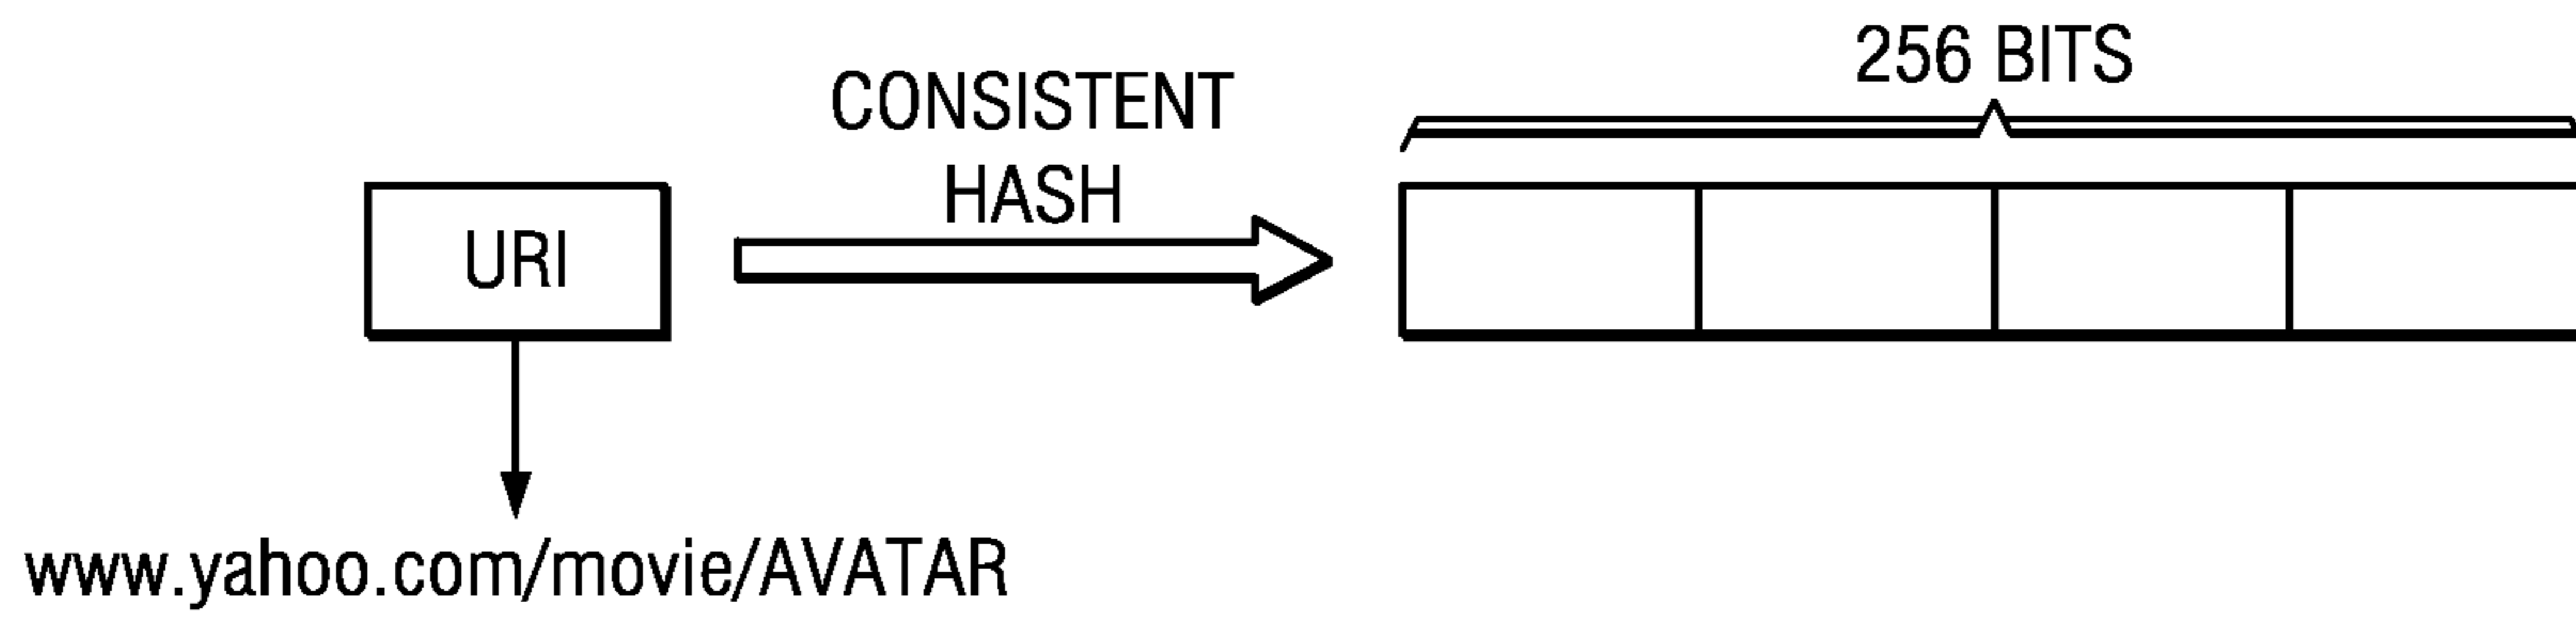 256 BITS
CONSISTENT
HASH
URI
www.yahoo.com/movie/AVATAR